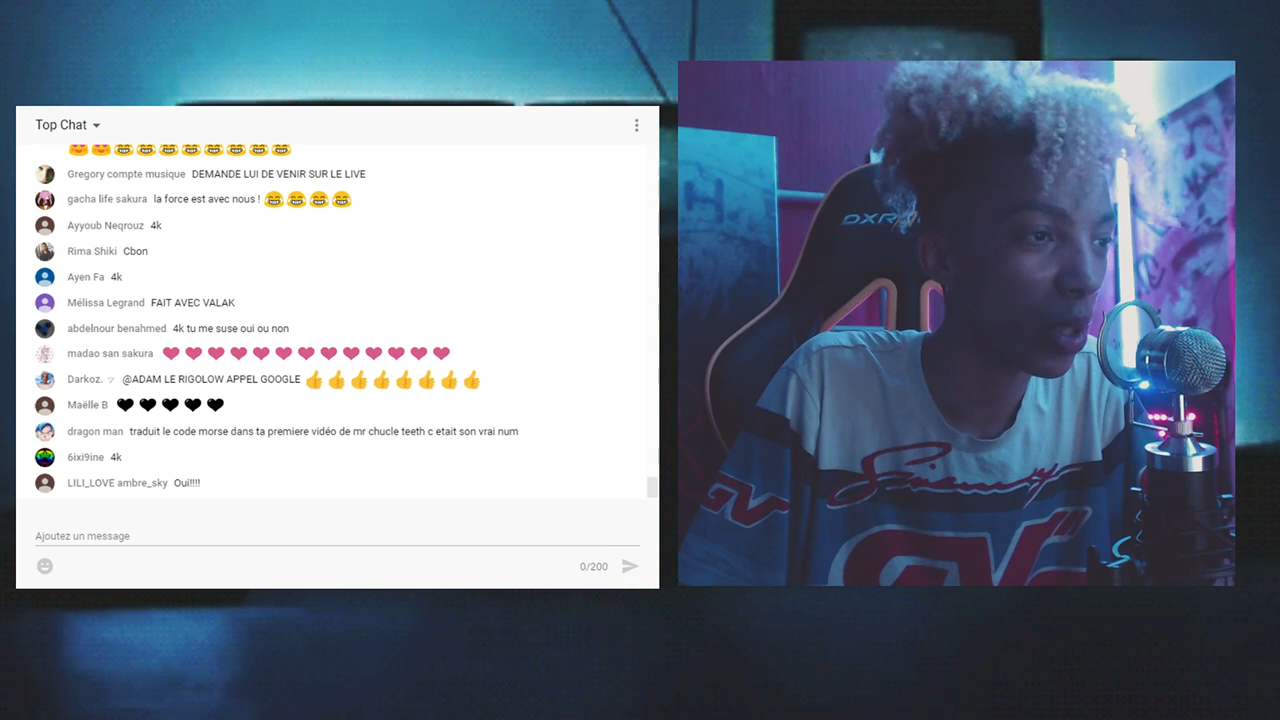 Top Chat
Gregory compte musique DEMANDE LUI DE VENIR SUR LE LIVE
gacha life sakura la force est avec nous ! 😂😂😂😂
Ayyoub Neqrouz 4k
Rima Shiki Cbon
Ayen Fa 4k
Mélissa Legrand FAIT AVEC VALAK
abdelnour benahmed 4k tu me suse oui ou non
madao san sakura
Darkoz. ッ @ADAM LE RIGOLOW APPEL GOOGLE 👍👍👍👍👍👍👍👍
Maëlle B 🖤🖤🖤🖤🖤
dragon man traduit le code morse dans ta premiere vidéo de mr chucle teeth c etait son vrai num
6ixi9ine 4k
LILI_LOVE ambre_sky Oui!!!!
Ajoutez un message
0/200
DXR
GV
GV